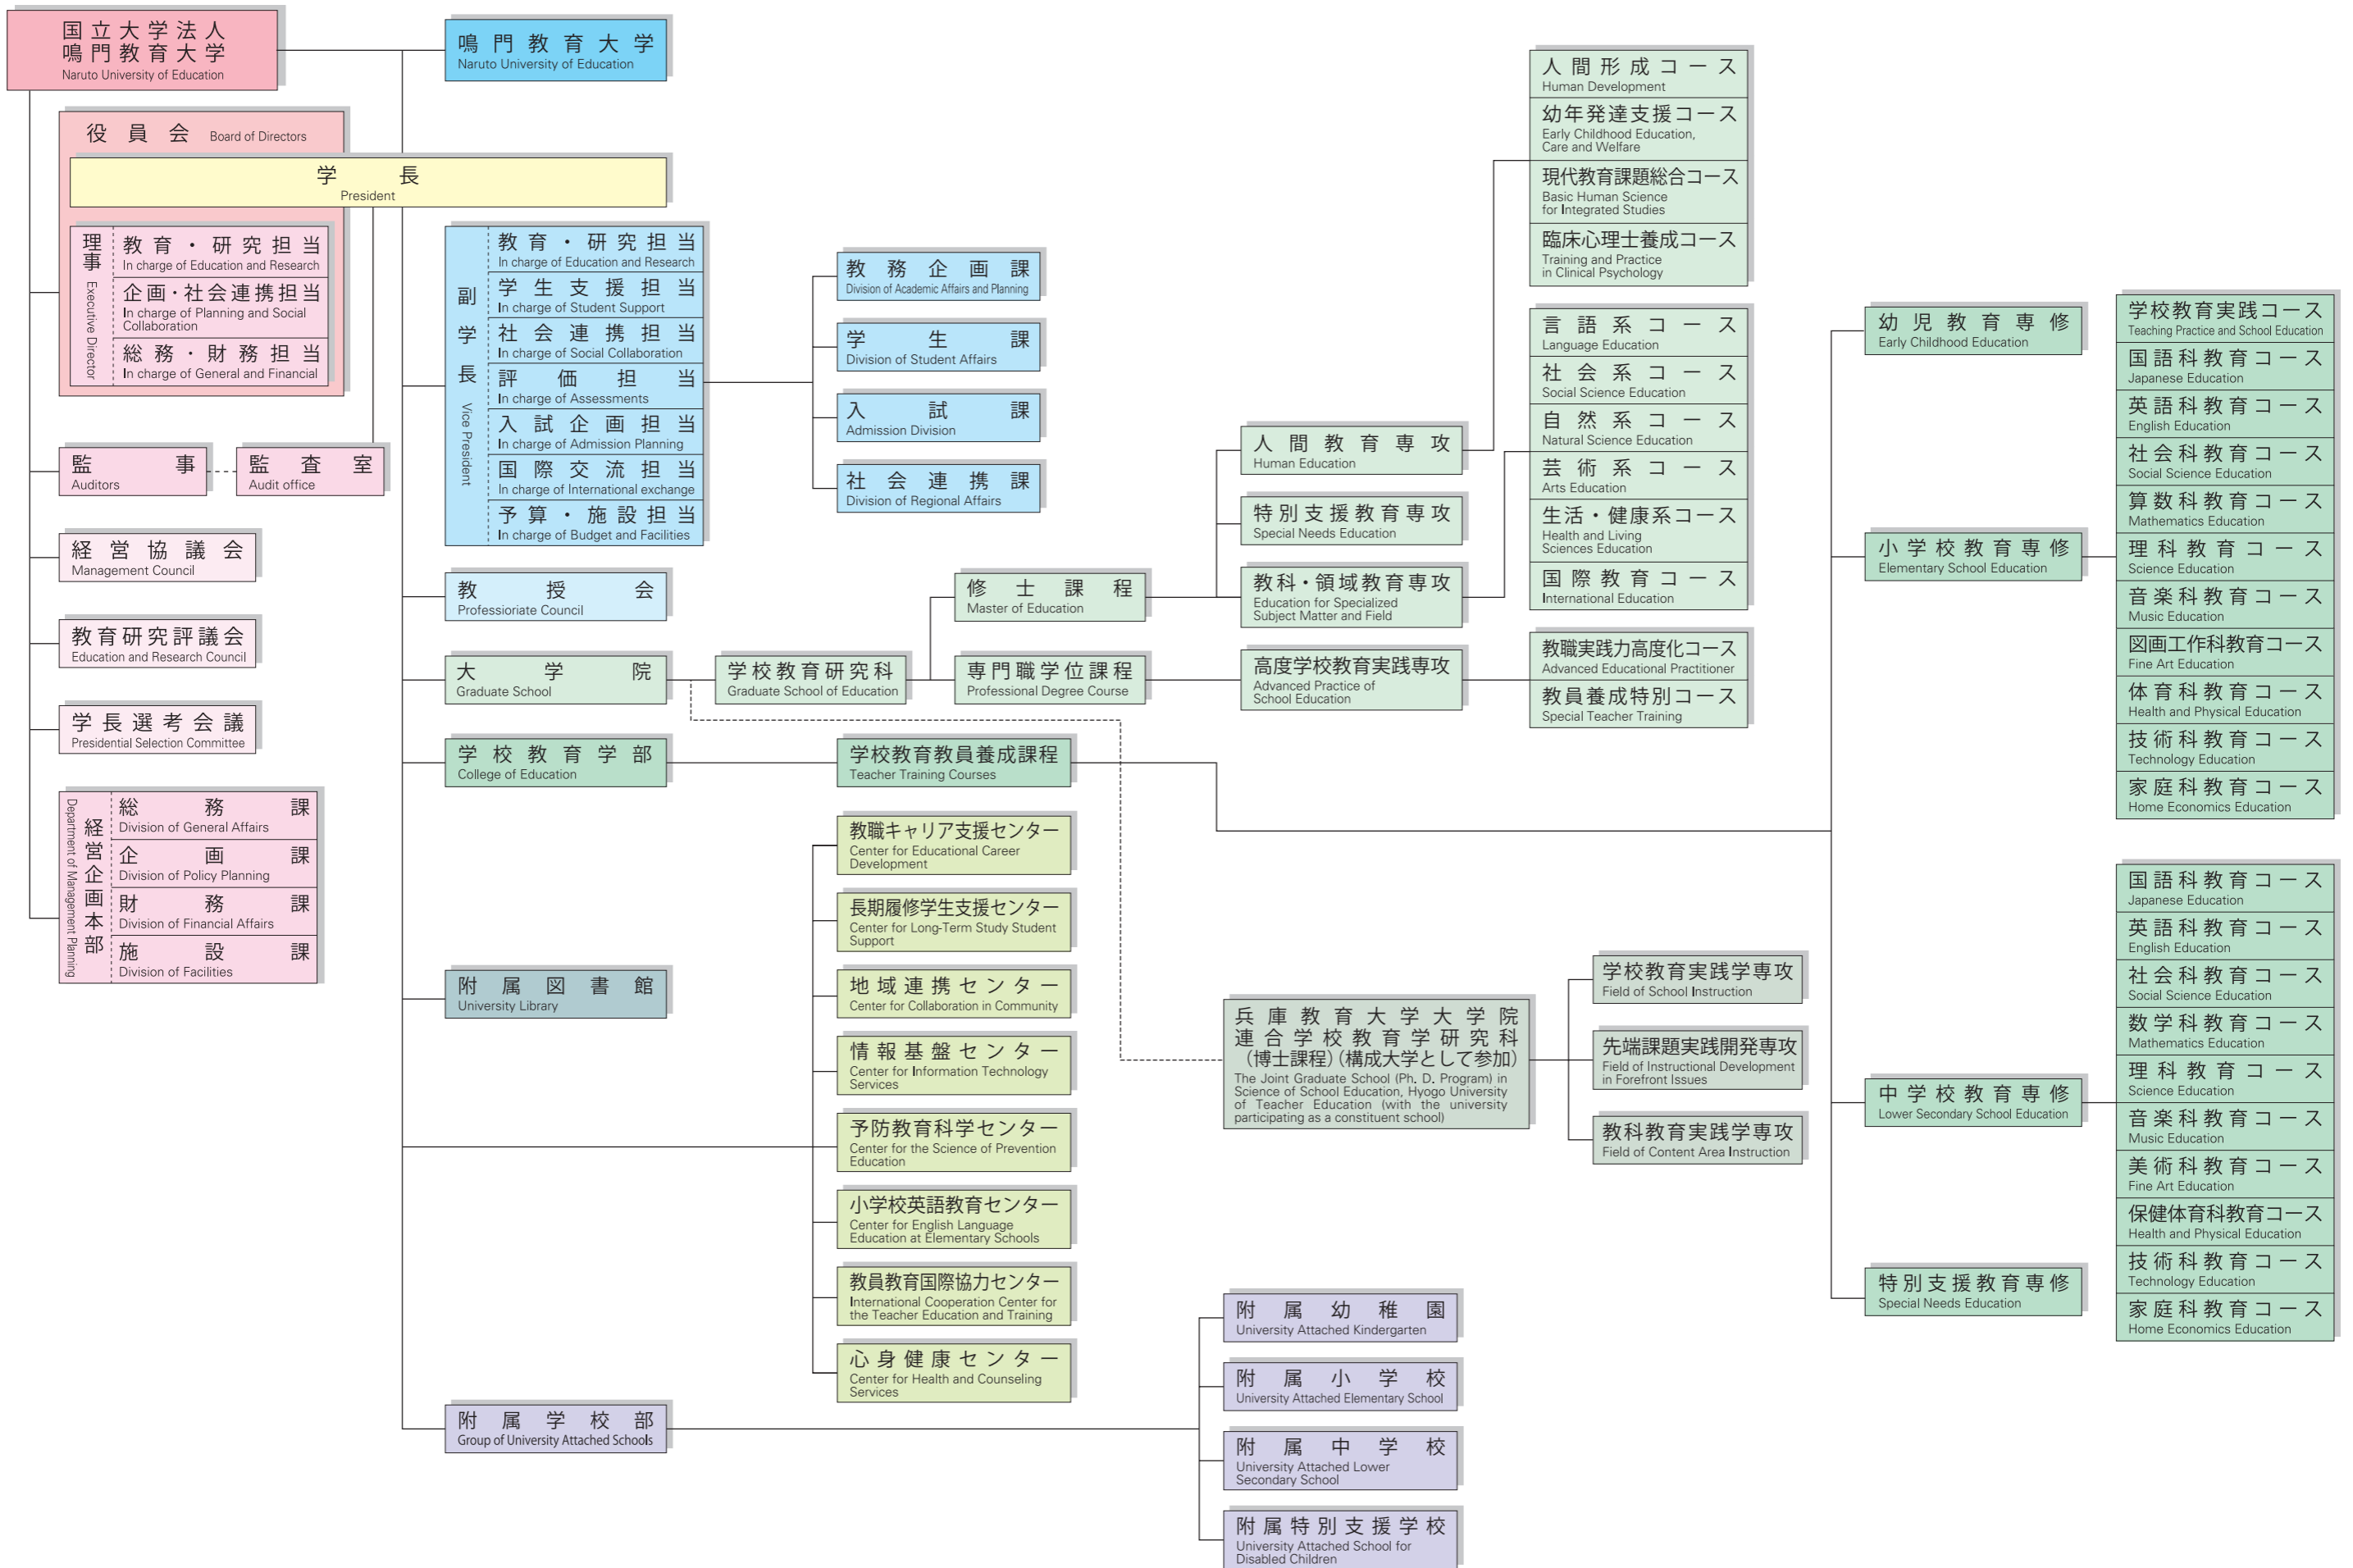 国立大学法人
鳴門教育大学
Naruto University of Education
鳴門教育大学
Naruto University of Education
役員会 Board of Directors
学長
President
理事 Executive Director
教育・研究担当
In charge of Education and Research
企画・社会連携担当
In charge of Planning and Social
Collaboration
総務・財務担当
In charge of General and Financial
監事
Auditors
監査室
Audit office
経営協議会
Management Council
教育研究評議会
Education and Research Council
学長選考会議
Presidential Selection Committee
経営企画本部
Department of Management Planning
総務課
Division of General Affairs
企画課
Division of Policy Planning
財務課
Division of Financial Affairs
施設課
Division of Facilities
副学長 Vice President
教育・研究担当
In charge of Education and Research
学生支援担当
In charge of Student Support
社会連携担当
In charge of Social Collaboration
評価担当
In charge of Assessments
入試企画担当
In charge of Admission Planning
国際交流担当
In charge of International exchange
予算・施設担当
In charge of Budget and Facilities
教務企画課
Division of Academic Affairs and Planning
学生課
Division of Student Affairs
入試課
Admission Division
社会連携課
Division of Regional Affairs
教授会
Professioriate Council
大学院
Graduate School
学校教育研究科
Graduate School of Education
修士課程
Master of Education
専門職学位課程
Professional Degree Course
人間教育専攻
Human Education
特別支援教育専攻
Special Needs Education
教科・領域教育専攻
Education for Specialized
Subject Matter and Field
高度学校教育実践専攻
Advanced Practice of
School Education
人間形成コース
Human Development
幼年発達支援コース
Early Childhood Education,
Care and Welfare
現代教育課題総合コース
Basic Human Science
for Integrated Studies
臨床心理士養成コース
Training and Practice
in Clinical Psychology
言語系コース
Language Education
社会系コース
Social Science Education
自然系コース
Natural Science Education
芸術系コース
Arts Education
生活・健康系コース
Health and Living
Sciences Education
国際教育コース
International Education
教職実践力高度化コース
Advanced Educational Practitioner
教員養成特別コース
Special Teacher Training
学校教育学部
College of Education
学校教育教員養成課程
Teacher Training Courses
附属図書館
University Library
教職キャリア支援センター
Center for Educational Career
Development
長期履修学生支援センター
Center for Long-Term Study Student
Support
地域連携センター
Center for Collaboration in Community
情報基盤センター
Center for Information Technology
Services
予防教育科学センター
Center for the Science of Prevention
Education
小学校英語教育センター
Center for English Language
Education at Elementary Schools
教員教育国際協力センター
International Cooperation Center for
the Teacher Education and Training
心身健康センター
Center for Health and Counseling
Services
附属学校部
Group of University Attached Schools
附属幼稚園
University Attached Kindergarten
附属小学校
University Attached Elementary School
附属中学校
University Attached Lower
Secondary School
附属特別支援学校
University Attached School for
Disabled Children
兵庫教育大学大学院
連合学校教育学研究科
(博士課程)(構成大学として参加)
The Joint Graduate School (Ph. D. Program) in
Science of School Education, Hyogo University
of Teacher Education (with the university
participating as a constituent school)
学校教育実践学専攻
Field of School Instruction
先端課題実践開発専攻
Field of Instructional Development
in Forefront Issues
教科教育実践学専攻
Field of Content Area Instruction
幼児教育専修
Early Childhood Education
小学校教育専修
Elementary School Education
中学校教育専修
Lower Secondary School Education
特別支援教育専修
Special Needs Education
学校教育実践コース
Teaching Practice and School Education
国語科教育コース
Japanese Education
英語科教育コース
English Education
社会科教育コース
Social Science Education
算数科教育コース
Mathematics Education
理科教育コース
Science Education
音楽科教育コース
Music Education
図画工作科教育コース
Fine Art Education
体育科教育コース
Health and Physical Education
技術科教育コース
Technology Education
家庭科教育コース
Home Economics Education
国語科教育コース
Japanese Education
英語科教育コース
English Education
社会科教育コース
Social Science Education
数学科教育コース
Mathematics Education
理科教育コース
Science Education
音楽科教育コース
Music Education
美術科教育コース
Fine Art Education
保健体育科教育コース
Health and Physical Education
技術科教育コース
Technology Education
家庭科教育コース
Home Economics Education